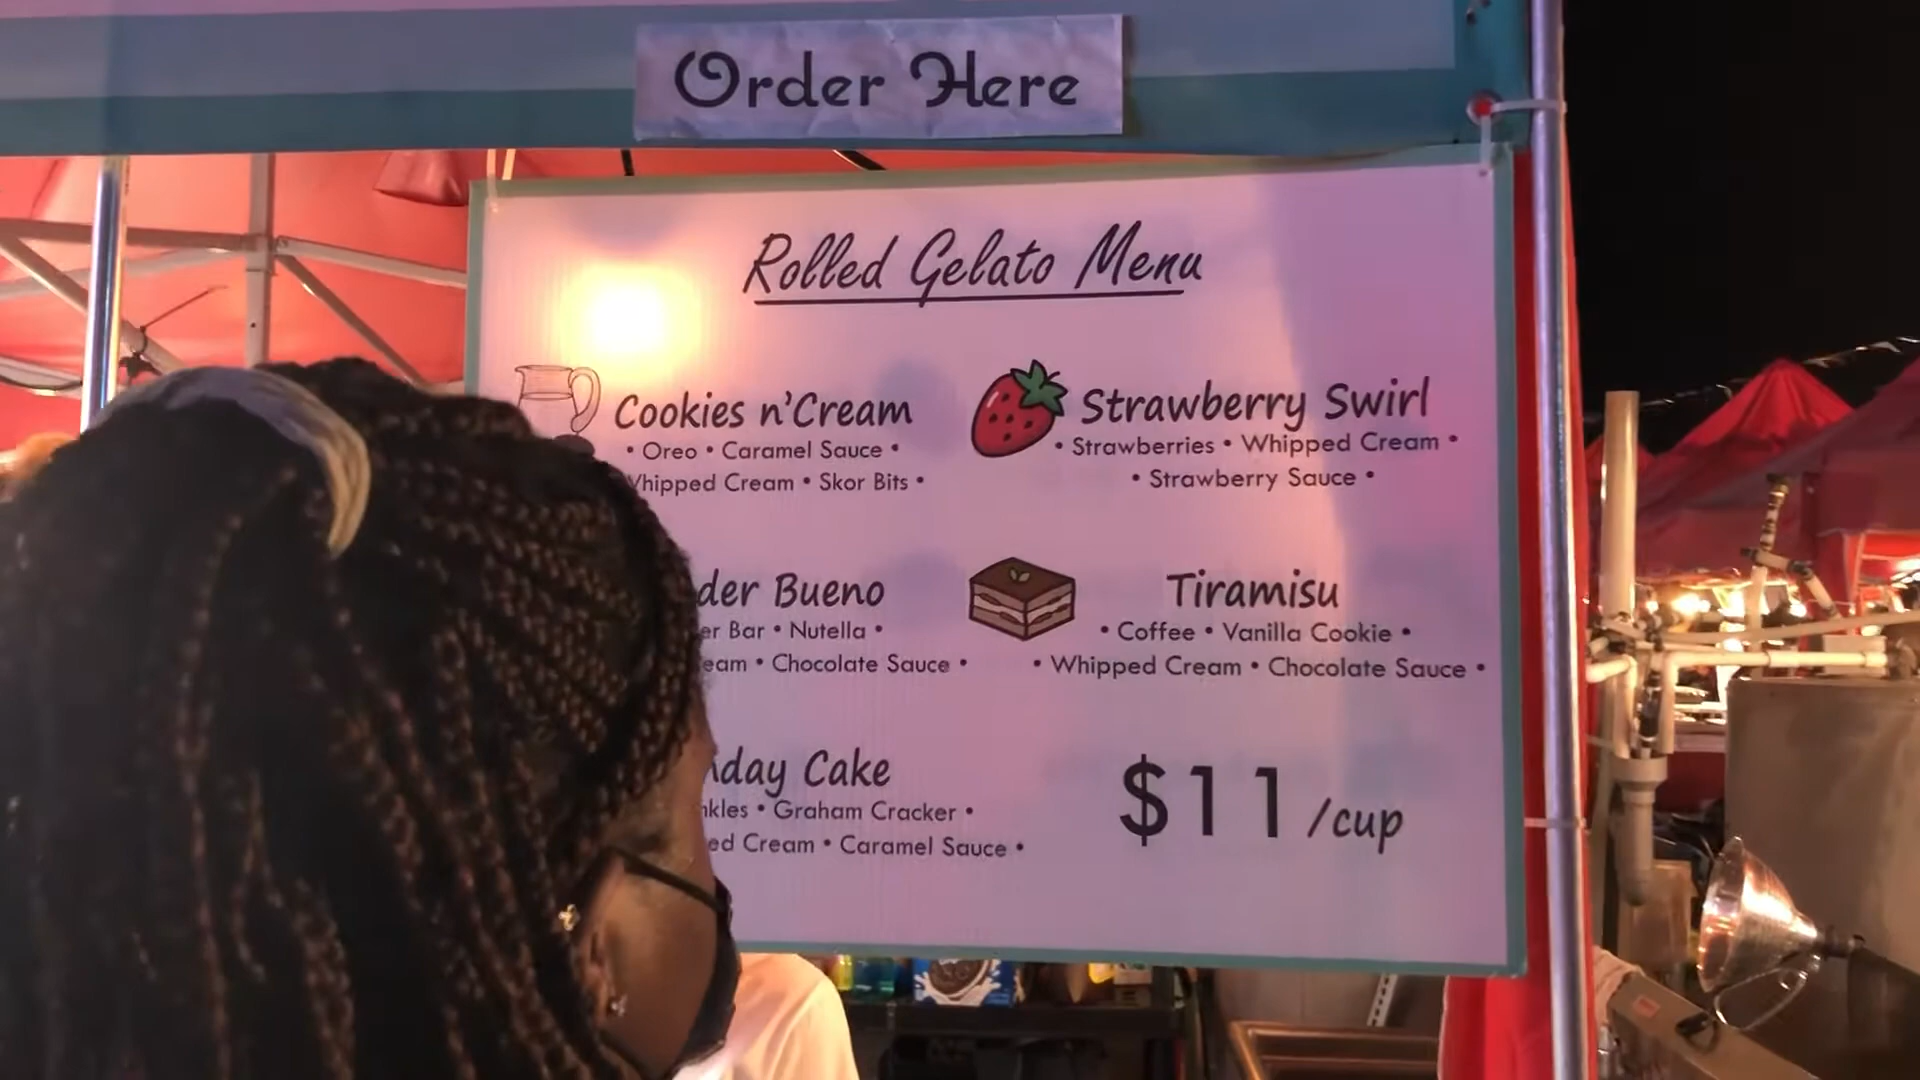 Order Here
Rolled Gelato Menu
Cookies n'Cream
• Oreo • Caramel Sauce •
Whipped Cream • Skor Bits •
Strawberry Swirl
• Strawberries • Whipped Cream •
• Strawberry Sauce •
Bueno
Bar • Nutella •
• Chocolate Sauce •
Tiramisu
• Coffee • Vanilla Cookie •
• Whipped Cream • Chocolate Sauce •
Cake
• Graham Cracker •
Cream • Caramel Sauce •
$11/cup